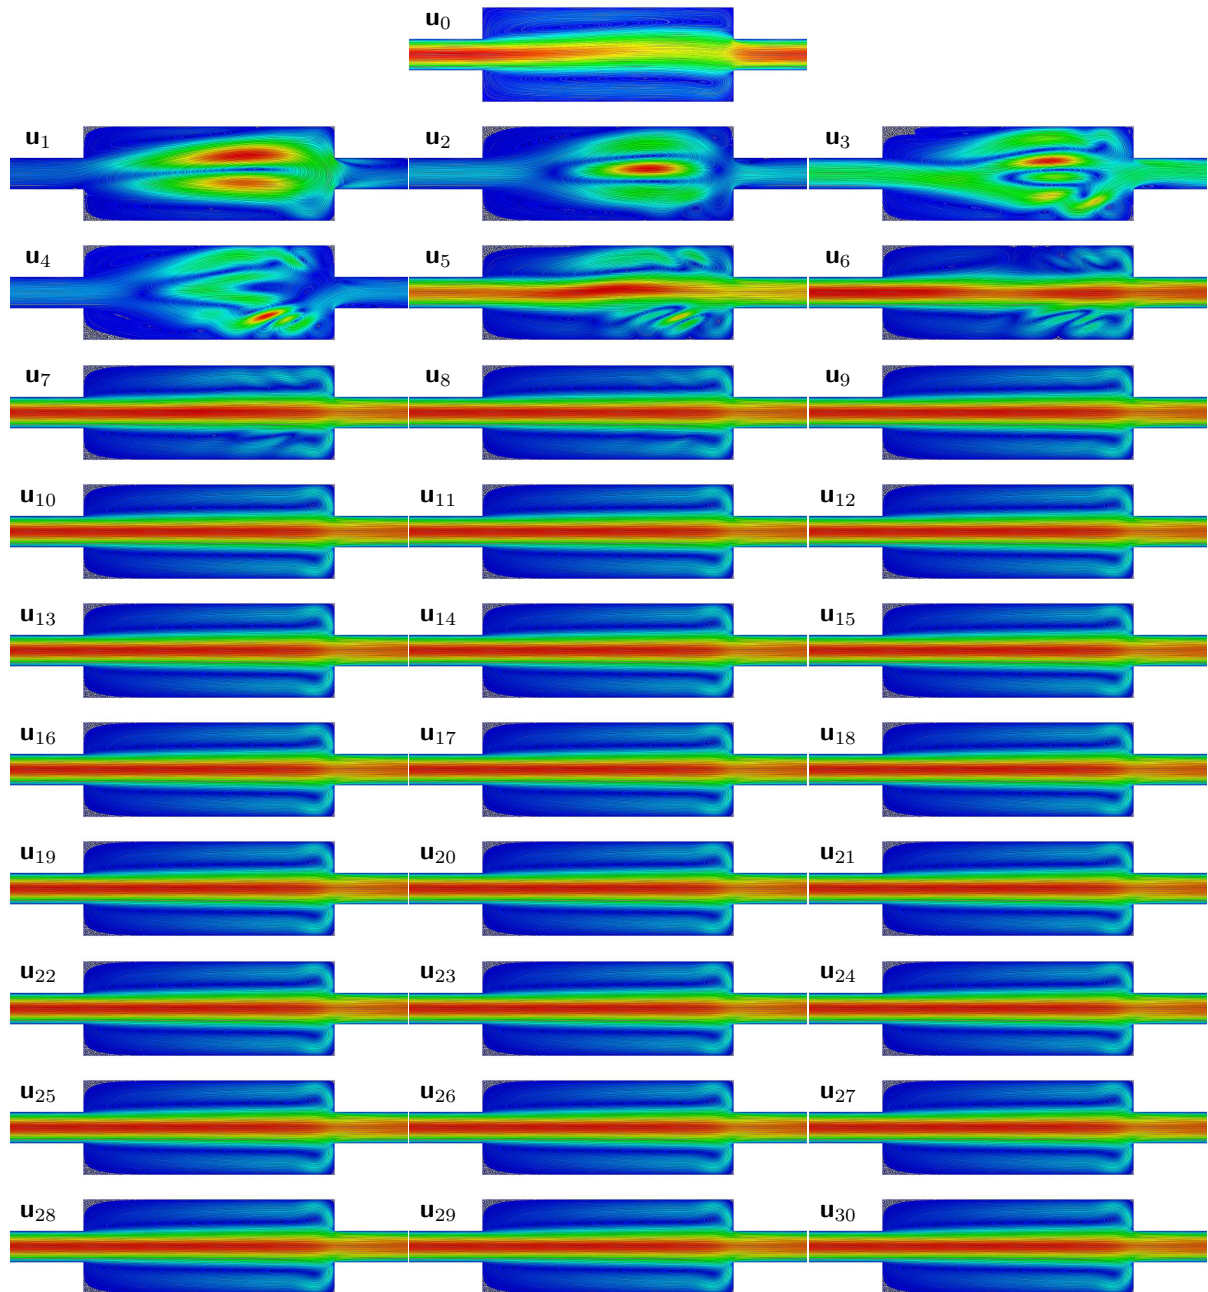 u₀
u₁ u₂ u₃
u₄ u₅ u₆
u₇ u₈ u₉
u₁₀ u₁₁ u₁₂
u₁₃ u₁₄ u₁₅
u₁₆ u₁₇ u₁₈
u₁₉ u₂₀ u₂₁
u₂₂ u₂₃ u₂₄
u₂₅ u₂₆ u₂₇
u₂₈ u₂₉ u₃₀